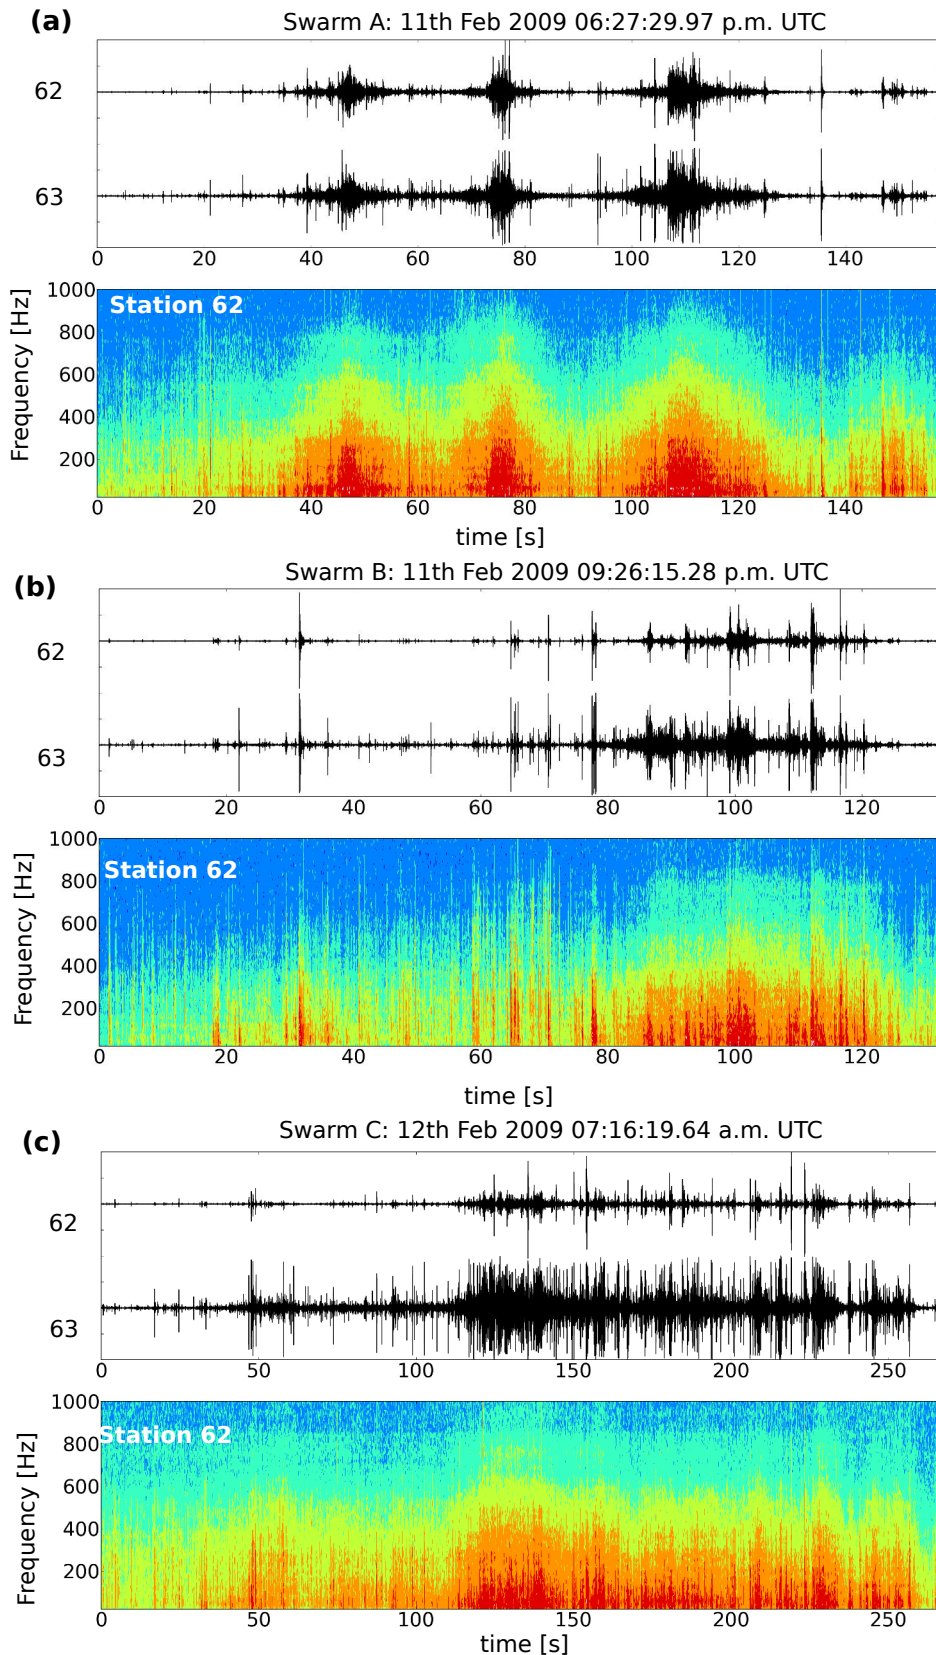 (a)
Swarm A: 11th Feb 2009 06:27:29.97 p.m. UTC
62
63
0 20 40 60 80 100 120 140
Station 62
Frequency [Hz]
1000
800
600
400
200
0 20 40 60 80 100 120 140
time [s]
(b)
Swarm B: 11th Feb 2009 09:26:15.28 p.m. UTC
62
63
0 20 40 60 80 100 120
Station 62
Frequency [Hz]
1000
800
600
400
200
0 20 40 60 80 100 120
time [s]
(c)
Swarm C: 12th Feb 2009 07:16:19.64 a.m. UTC
62
63
0 50 100 150 200 250
Station 62
Frequency [Hz]
1000
800
600
400
200
0 50 100 150 200 250
time [s]